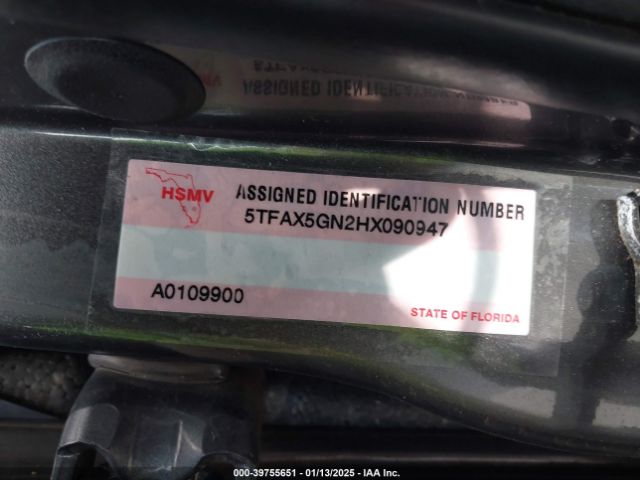 HSMV
ASSIGNED IDENTIFICATION NUMBER
5TFAX5GN2HX090947
A0109900
STATE OF FLORIDA
000-39755651 - 01/13/2025 - IAA Inc.